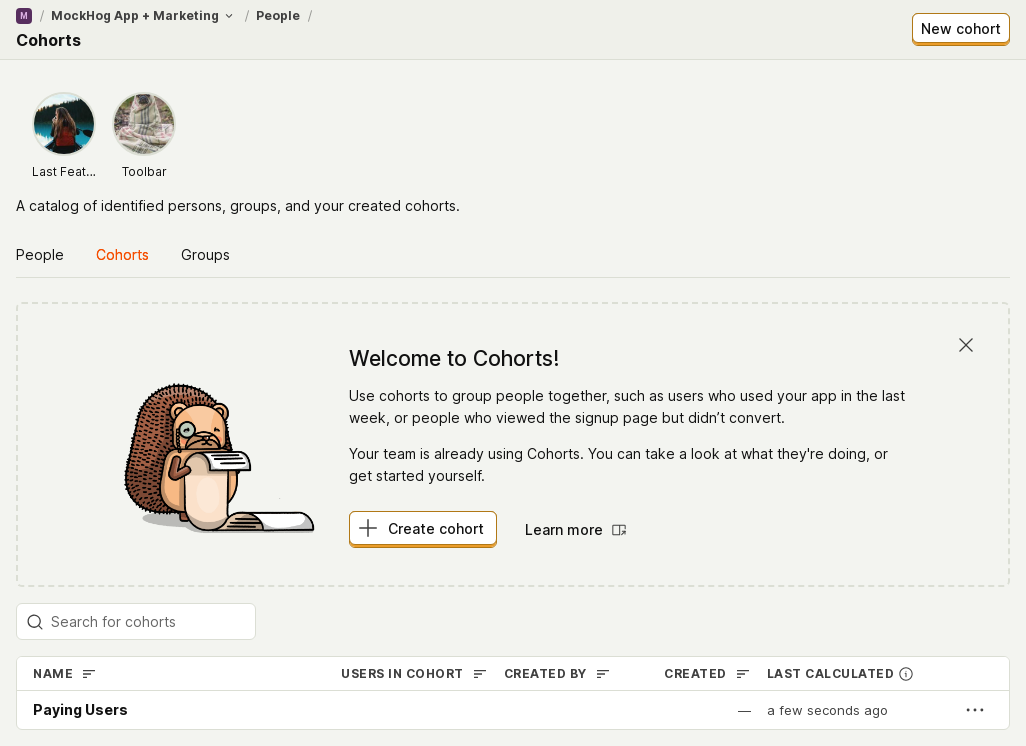 M / MockHog App + Marketing / People /
Cohorts
New cohort
Last Feat...
Toolbar
A catalog of identified persons, groups, and your created cohorts.
People Cohorts Groups
Welcome to Cohorts!
Use cohorts to group people together, such as users who used your app in the last
week, or people who viewed the signup page but didn’t convert.
Your team is already using Cohorts. You can take a look at what they're doing, or
get started yourself.
Create cohort Learn more
Search for cohorts
NAME USERS IN COHORT CREATED BY CREATED LAST CALCULATED
Paying Users — a few seconds ago